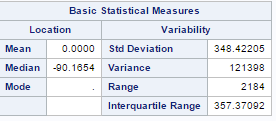 Basic Statistical Measures
Location Variability
Mean 0.0000 Std Deviation 348.42205
Median -90.1654 Variance 121398
Mode . Range 2184
Interquartile Range 357.37092